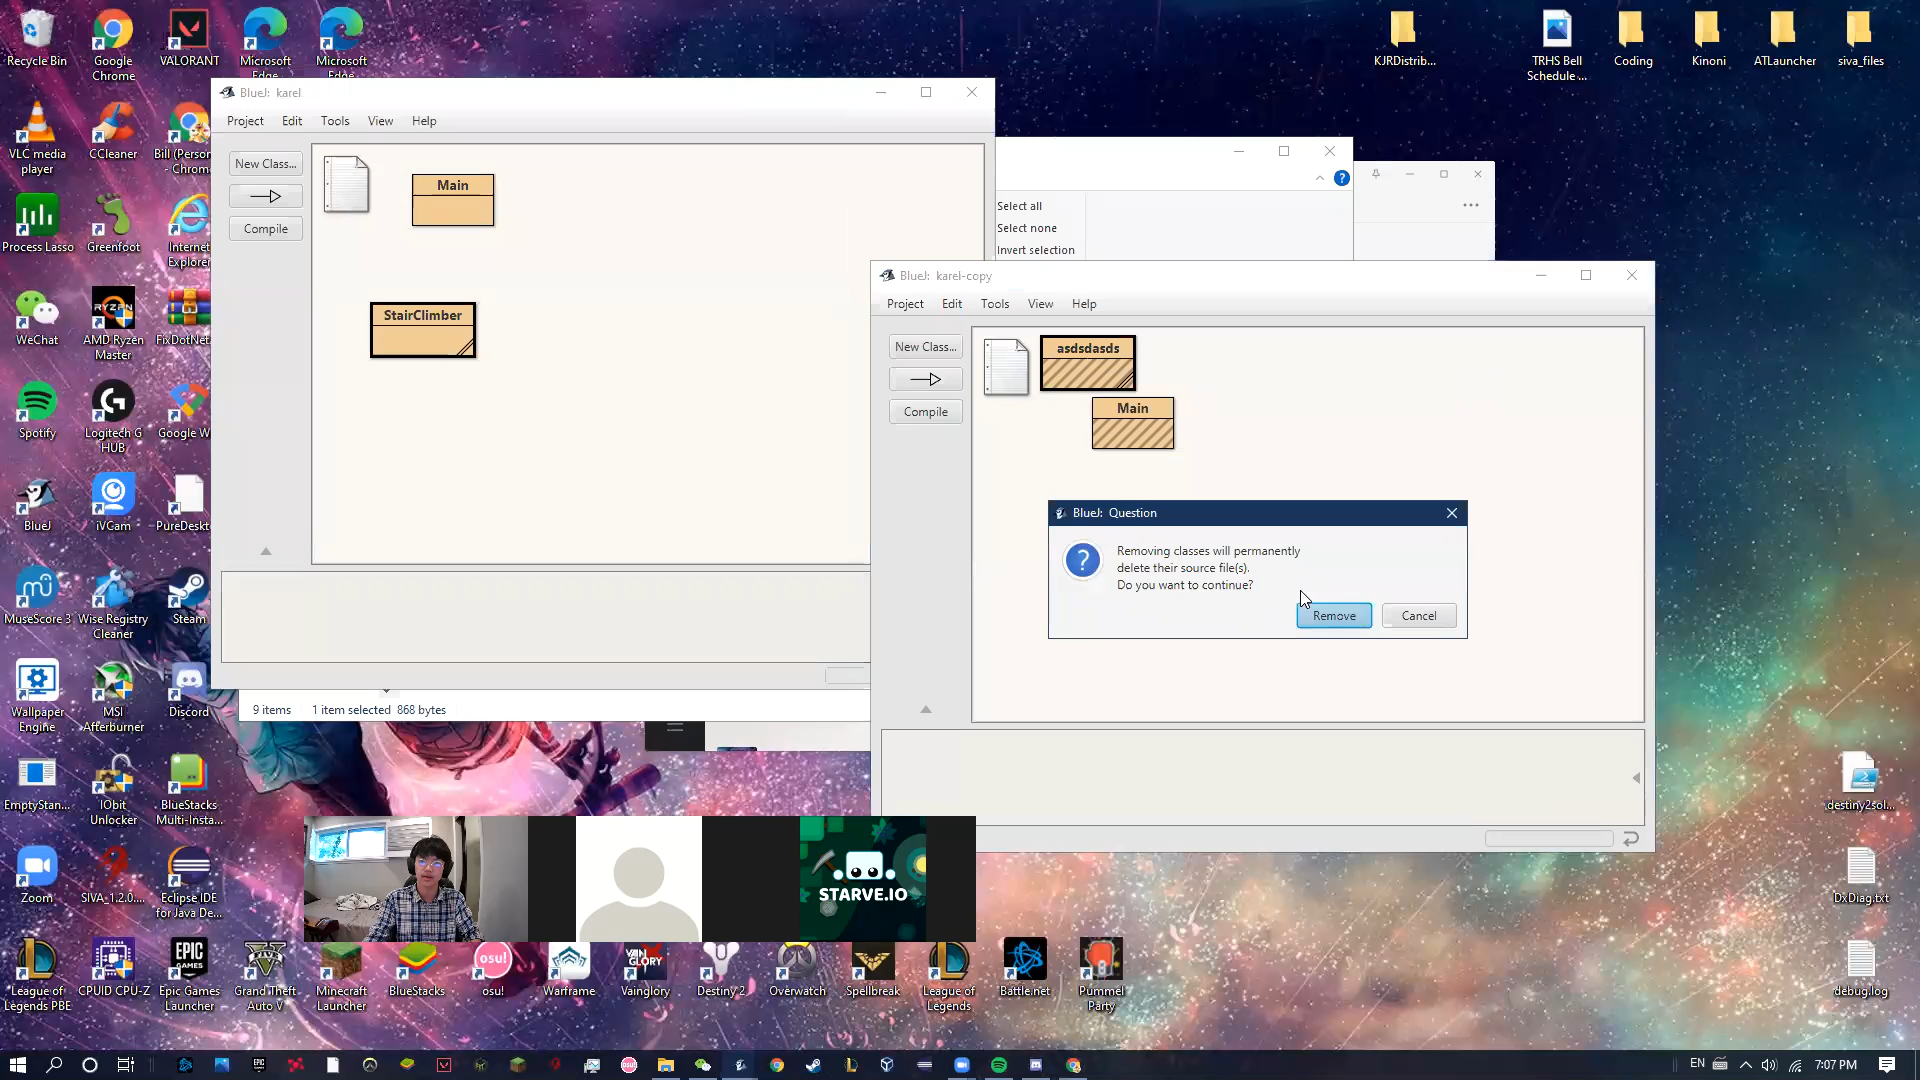 Recycle Bin
Google
Chrome
VALORANT
Microsoft
Edge
Microsoft
Edge
KJRDistrib...
TRHS Bell
Schedule ...
Coding
Kinoni
ATLauncher
siva_files
VLC media
player
CCleaner
Bill (Person
- Chrom
Process Lasso
Greenfoot
Internet
Explorer
WeChat
AMD Ryzen
Master
FixDotNet
Spotify
Logitech G
HUB
Google W
BlueJ
iVCam
PureDeskt
MuseScore 3
Wise Registry
Cleaner
Steam
Wallpaper
Engine
MSI
Afterburner
Discord
EmptyStan...
IObit
Unlocker
BlueStacks
Multi-Insta...
Zoom
SIVA_1.2.0....
Eclipse IDE
for Java De...
League of
Legends PBE
CPUID CPU-Z
Epic Games
Launcher
Grand Theft
Auto V
Minecraft
Launcher
BlueStacks
osu!
Warframe
Vainglory
Destiny 2
Overwatch
Spellbreak
League of
Legends
Battle.net
Pummel
Party
.destiny2sol...
DxDiag.txt
debug.log
BlueJ: karel
Project Edit Tools View Help
New Class...
Compile
Main
StairClimber
Select all
Select none
Invert selection
9 items 1 item selected 868 bytes
BlueJ: karel-copy
Project Edit Tools View Help
New Class...
Compile
asdsdasds
Main
BlueJ: Question
Removing classes will permanently
delete their source file(s).
Do you want to continue?
Remove Cancel
STARVE.IO
EN
7:07 PM